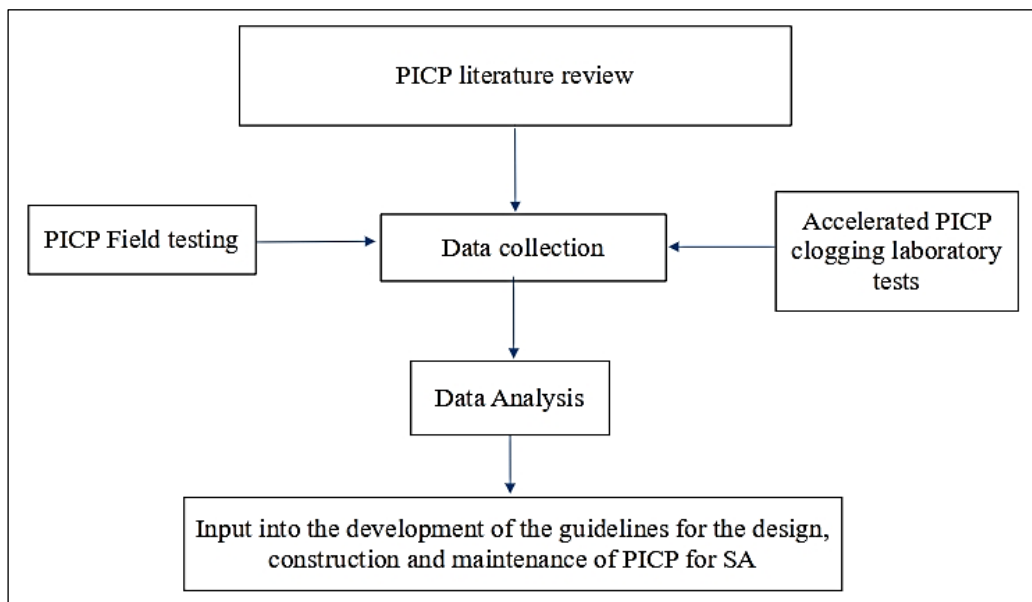 PICP literature review
PICP Field testing
Data collection
Accelerated PICP
clogging laboratory
tests
Data Analysis
Input into the development of the guidelines for the design,
construction and maintenance of PICP for SA